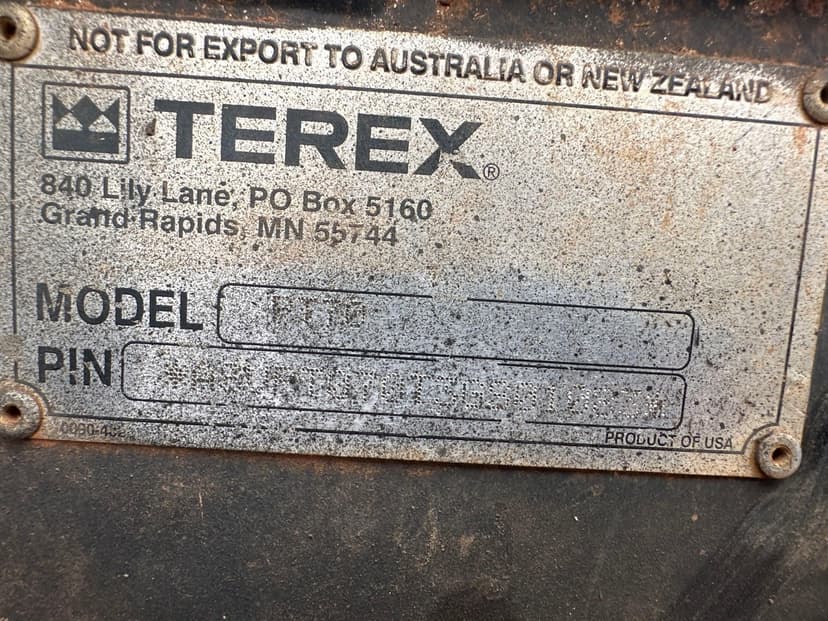 NOT FOR EXPORT TO AUSTRALIA OR NEW ZEALAND
TEREX®
840 Lily Lane, PO Box 5160
Grand Rapids, MN 55744
MODEL
PIN
PRODUCT OF USA